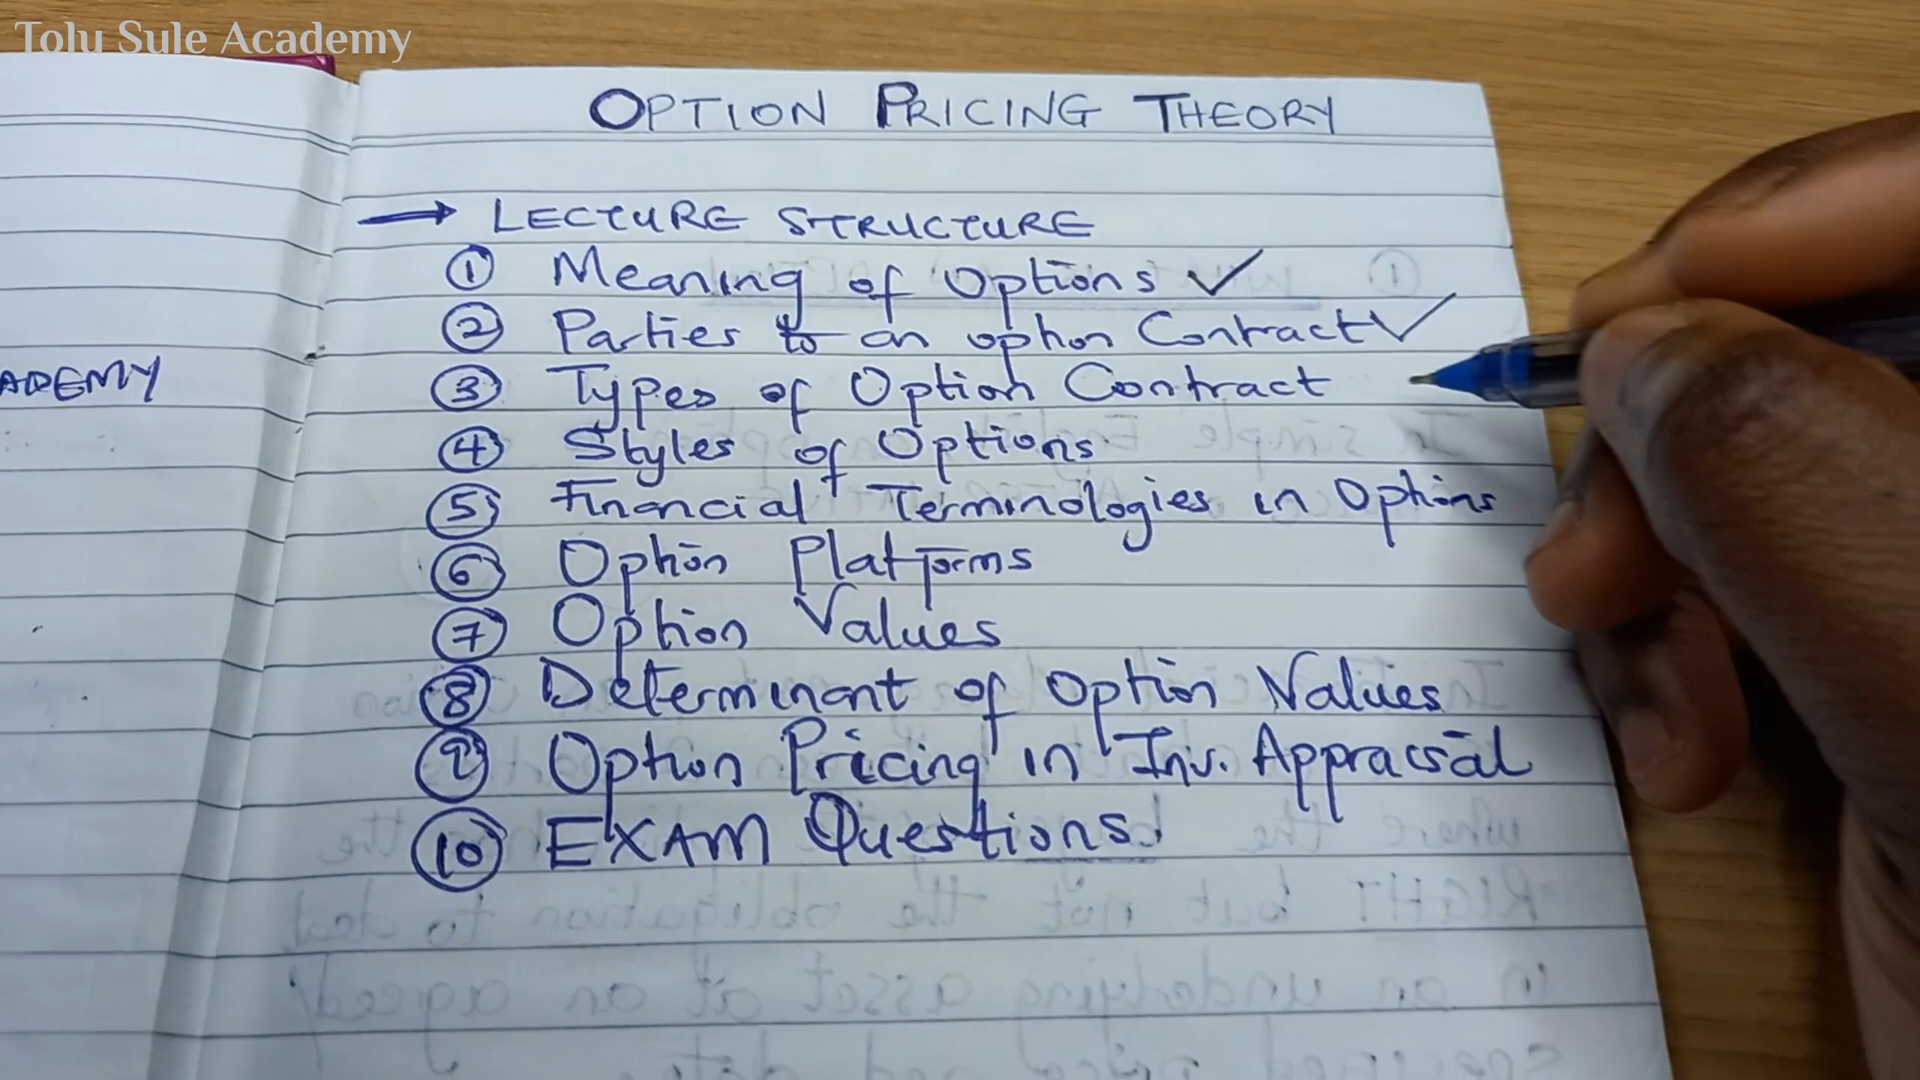 Tolu Sule Academy
OPTION PRICING THEORY
→ LECTURE STRUCTURE
① Meaning of Options ✓
② Parties to an option Contract ✓
③ Types of Option Contract
④ Styles of Options
⑤ Financial Terminologies in Options
⑥ Option Platforms
⑦ Option Values
⑧ Determinant of Option Values
⑨ Option Pricing in Inv. Appraisal
⑩ EXAM Questions.
ADEMY